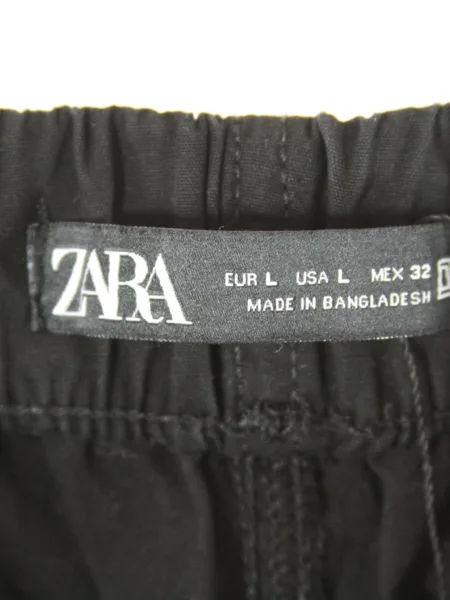 ZARA
EUR L USA L MEX 32
MADE IN BANGLADESH